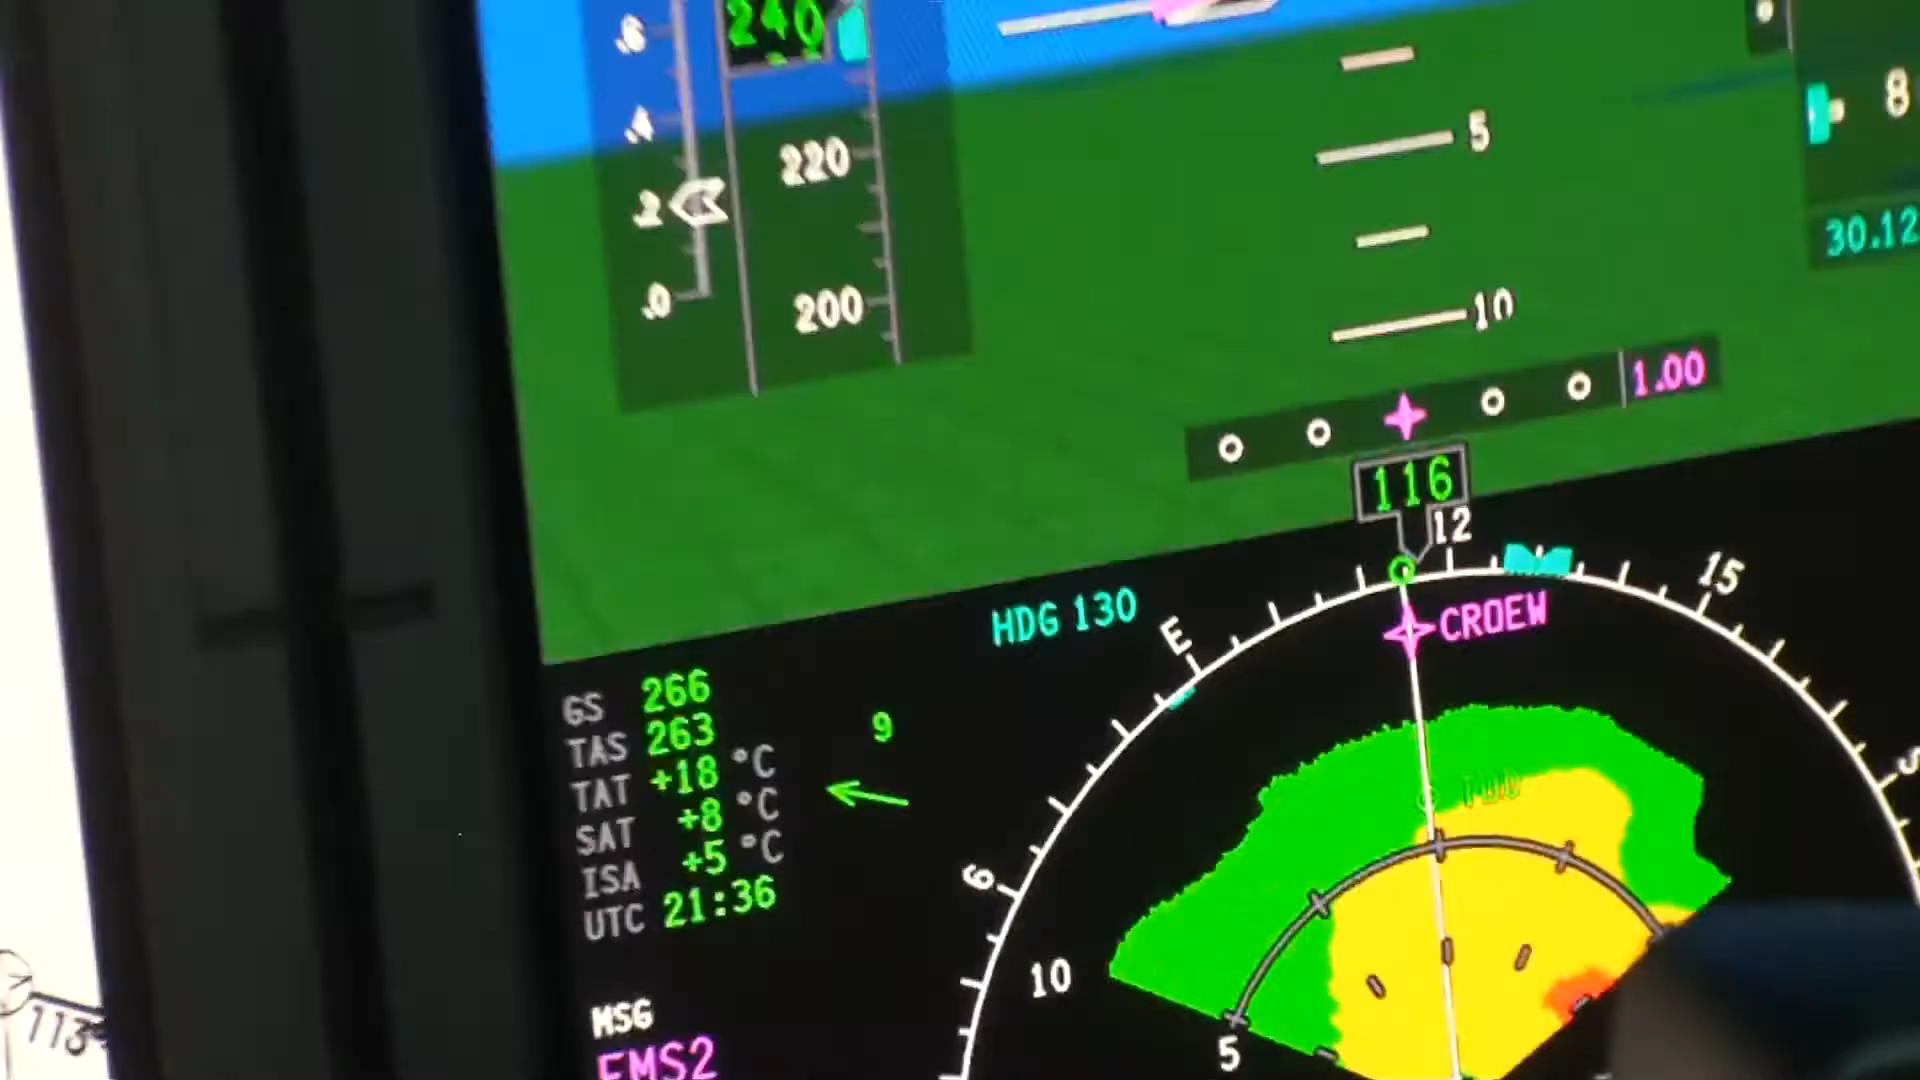 .6
240
.4
220
5
8
.2
30.12
.0
200
10
1.00
116
12
15
HDG 130
E
CROEW
GS 266
TAS 263
9
TAT +18 °C
SAT +8 °C
ISA +5 °C
UTC 21:36
6
10
5
MSG
FMS2
113